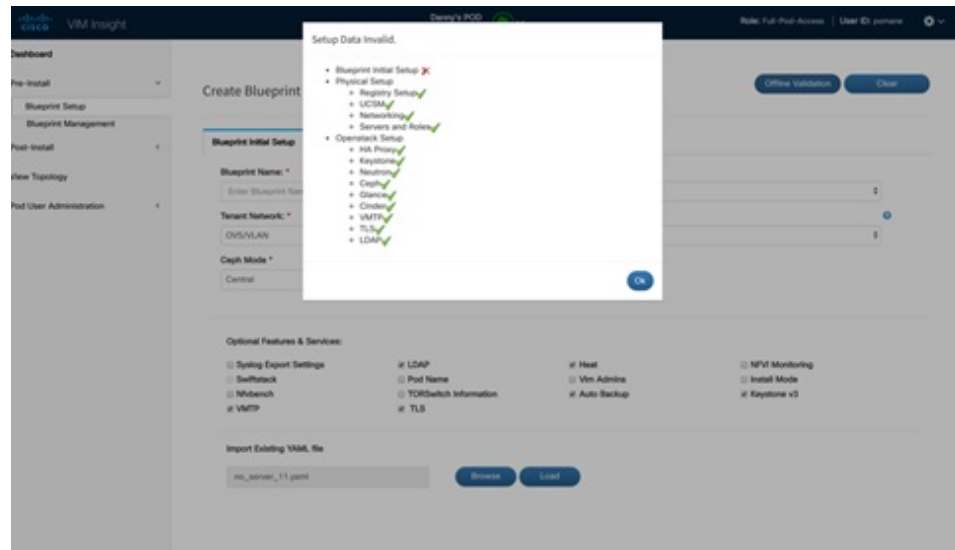 cisco VIM Insight
Danny's POD
Role: Full-Pod-Access | User ID: pomane
Setup Data Invalid.
Blueprint Initial Setup
Physical Setup
Registry Setup
UCSM
Networking
Servers and Roles
Openstack Setup
HA Proxy
Keystone
Neutron
Ceph
Glance
Cinder
VMTP
TLS
LDAP
Ok
Dashboard
Pre-Install
Blueprint Setup
Blueprint Management
Post-Install
View Topology
Pod User Administration
Create Blueprint
Offline Validation
Clear
Blueprint Initial Setup
Blueprint Name: *
Enter Blueprint Nam
Tenant Network: *
OVS/VLAN
Ceph Mode *
Central
Optional Features & Services:
Syslog Export Settings LDAP Heat NFVI Monitoring
Swiftstack Pod Name Vim Admins Install Mode
Nfvbench TORSwitch Information Auto Backup Keystone v3
VMTP TLS
Import Existing YAML file
no_server_11.yaml
Browse
Load